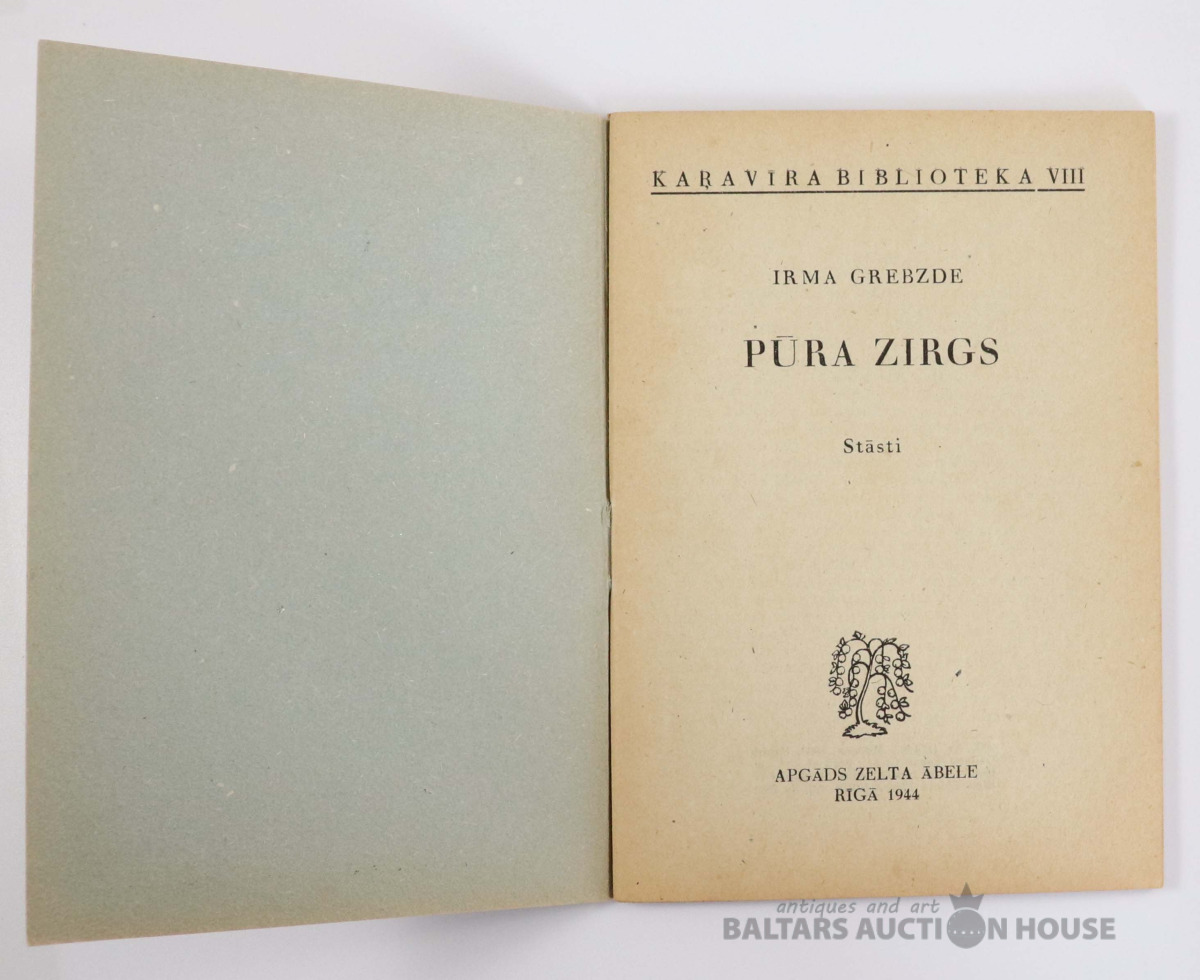 KAŖAVĪRA BIBLIOTEKA VIII
IRMA GREBZDE
PŪRA ZIRGS
Stāsti
APGĀDS ZELTA ĀBELE
RĪGĀ 1944
antiques and art
BALTARS AUCTION HOUSE